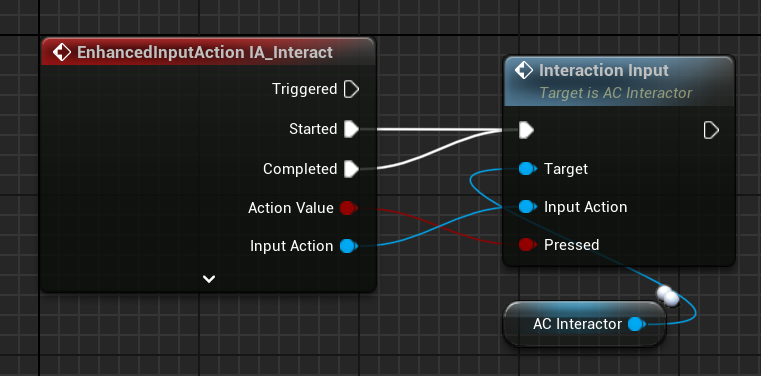 EnhancedInputAction IA_Interact
Triggered
Started
Completed
Action Value
Input Action
Interaction Input
Target is AC Interactor
Target
Input Action
Pressed
AC Interactor